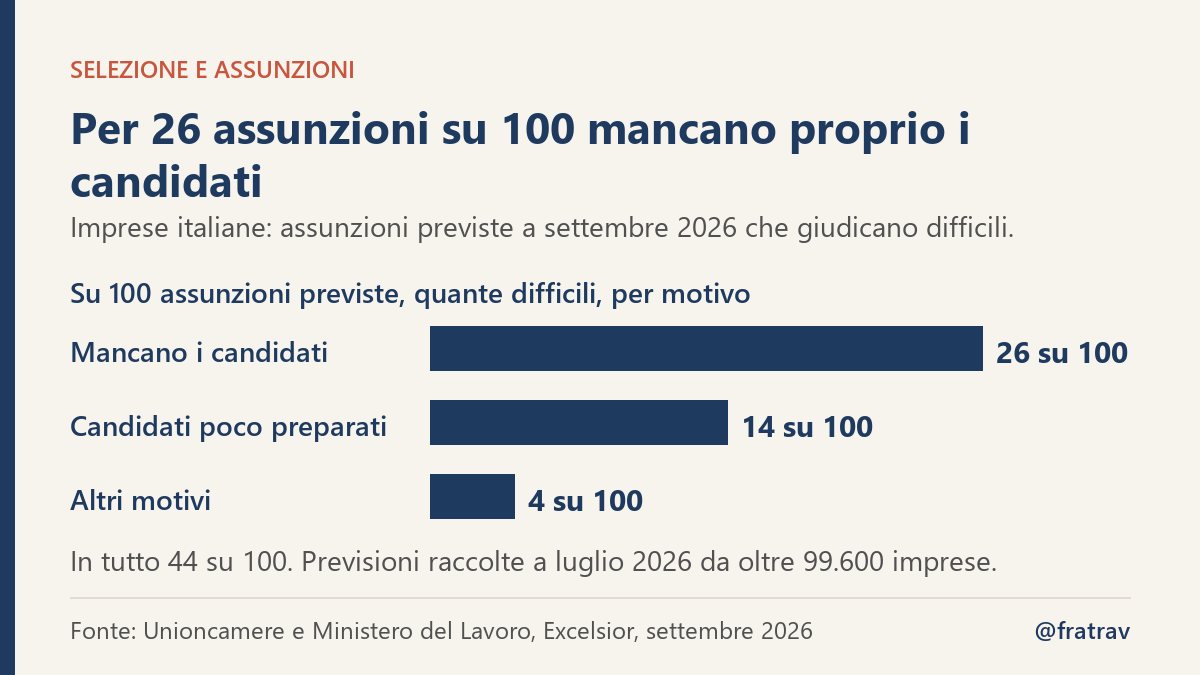 SELEZIONE E ASSUNZIONI
Per 26 assunzioni su 100 mancano proprio i
candidati
Imprese italiane: assunzioni previste a settembre 2026 che giudicano difficili.
Su 100 assunzioni previste, quante difficili, per motivo
Mancano i candidati 26 su 100
Candidati poco preparati 14 su 100
Altri motivi 4 su 100
In tutto 44 su 100. Previsioni raccolte a luglio 2026 da oltre 99.600 imprese.
Fonte: Unioncamere e Ministero del Lavoro, Excelsior, settembre 2026 @fratrav